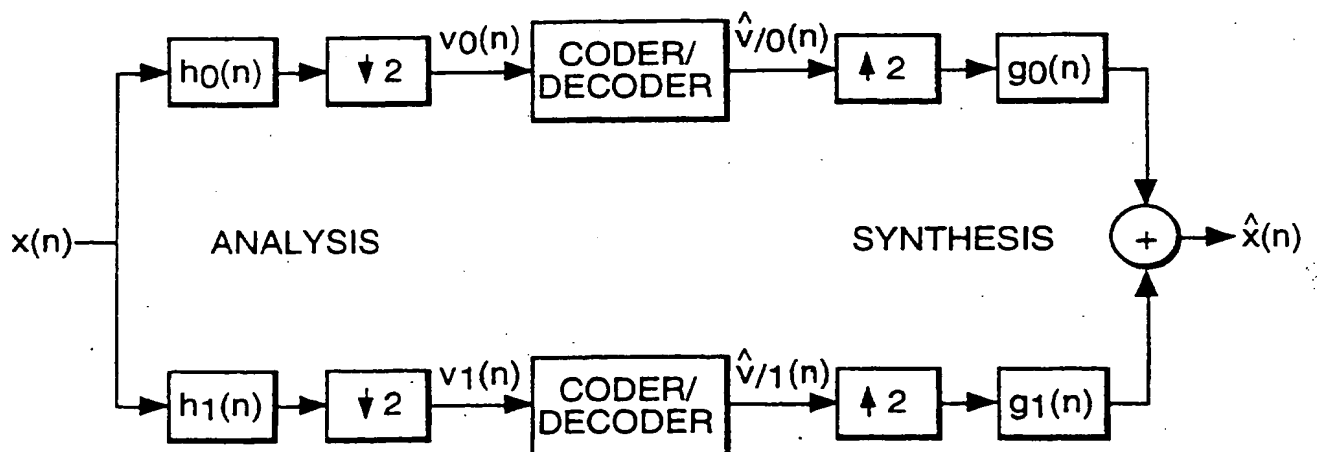 h0(n)
↓ 2
v0(n)
CODER/
DECODER
v̂/0(n)
↑ 2
g0(n)
x(n)
ANALYSIS
SYNTHESIS
+
x̂(n)
h1(n)
↓ 2
v1(n)
CODER/
DECODER
v̂/1(n)
↑ 2
g1(n)